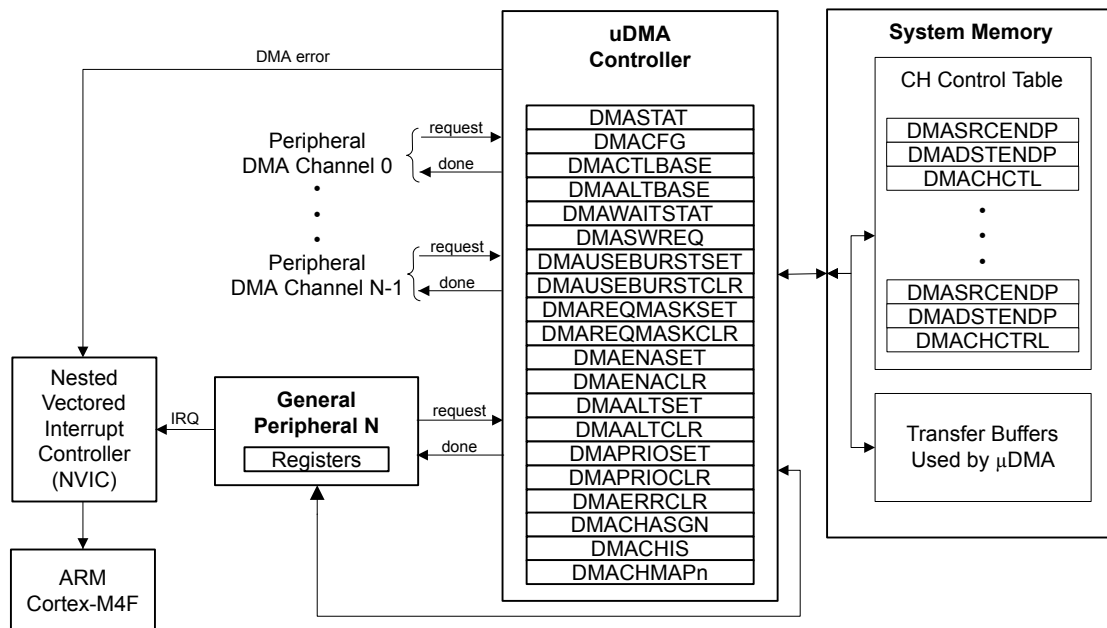 uDMA
Controller
DMASTAT
DMACFG
DMACTLBASE
DMAALTBASE
DMAWAITSTAT
DMASWREQ
DMAUSEBURSTSET
DMAUSEBURSTCLR
DMAREQMASKSET
DMAREQMASKCLR
DMAENASET
DMAENACLR
DMAALTSET
DMAALTCLR
DMAPRIOSET
DMAPRIOCLR
DMAERRCLR
DMACHASGN
DMACHIS
DMACHMAPn
System Memory
CH Control Table
DMASRCENDP
DMADSTENDP
DMACHCTL
•
•
•
DMASRCENDP
DMADSTENDP
DMACHCTRL
Transfer Buffers
Used by μDMA
DMA error
Peripheral
DMA Channel 0
request
done
•
•
•
Peripheral
DMA Channel N-1
request
done
Nested
Vectored
Interrupt
Controller
(NVIC)
IRQ
General
Peripheral N
Registers
request
done
ARM
Cortex-M4F